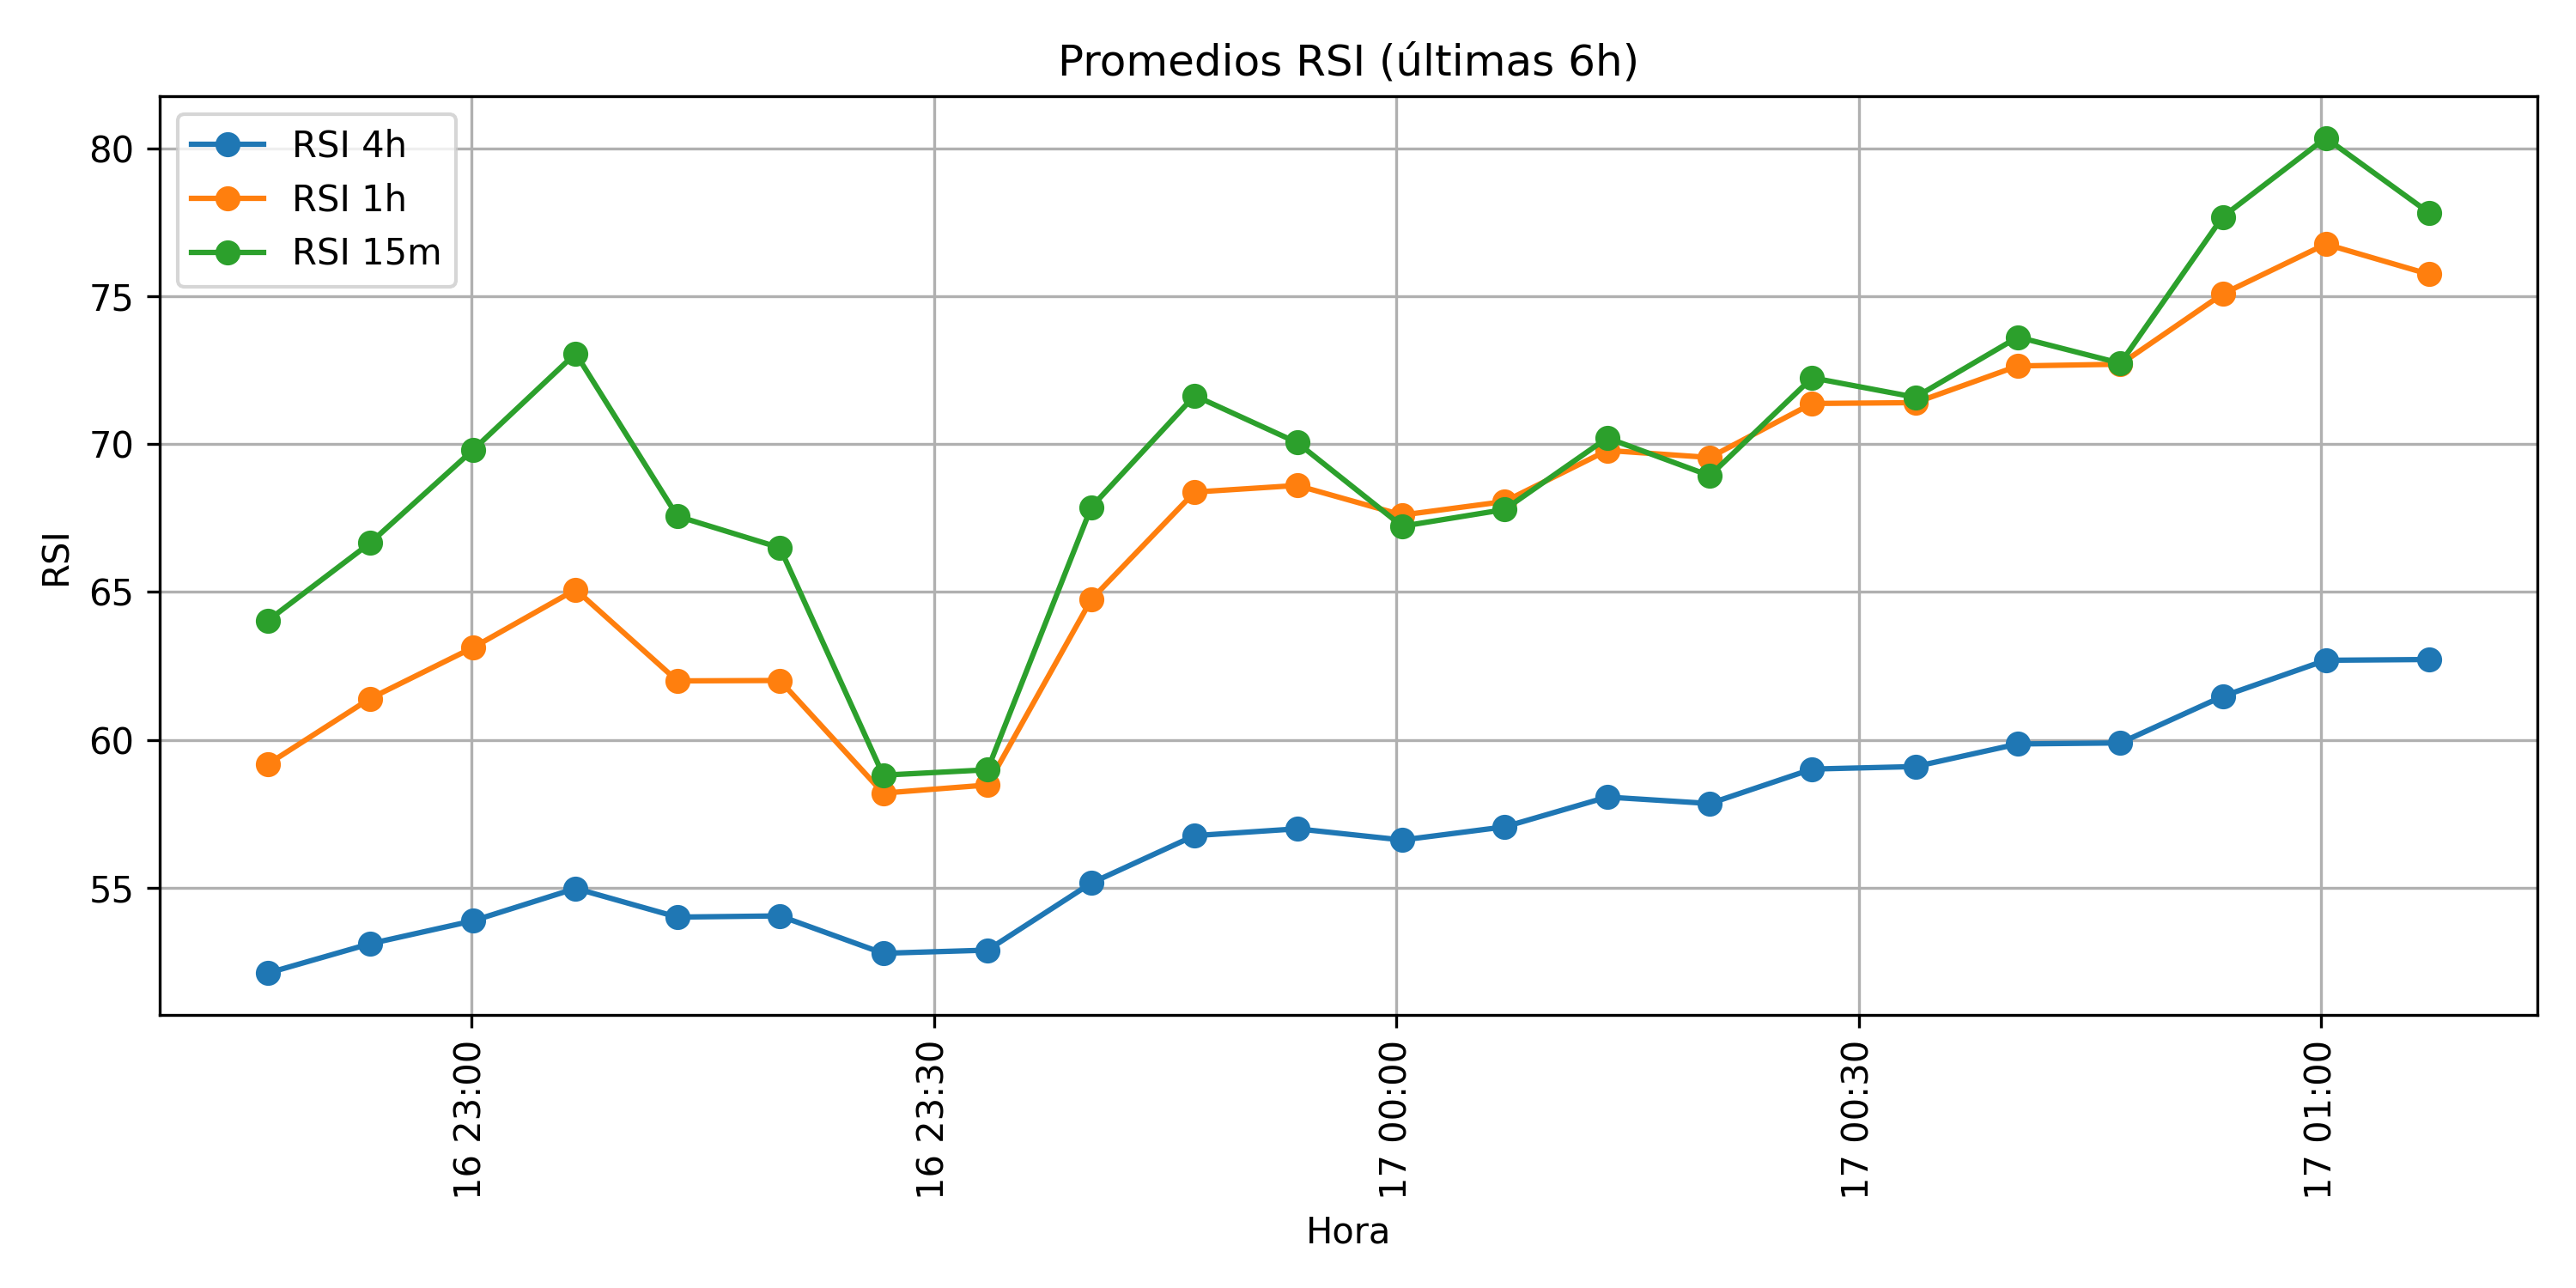 Promedios RSI (últimas 6h)
RSI 4h
RSI 1h
RSI 15m
80
75
70
65
60
55
RSI
16 23:00
16 23:30
17 00:00
17 00:30
17 01:00
Hora